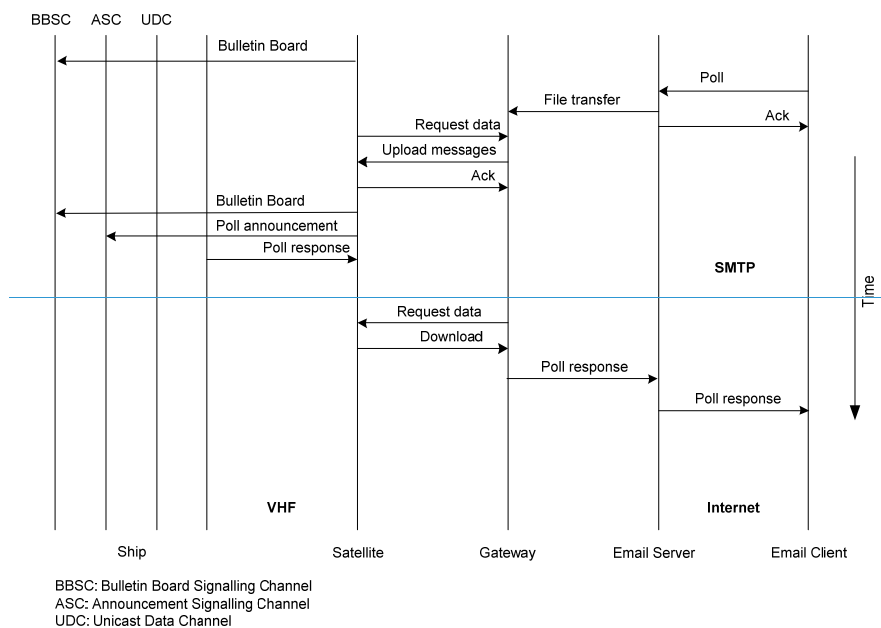 BBSC ASC UDC
Bulletin Board
Poll
File transfer
Ack
Request data
Upload messages
Ack
Bulletin Board
Poll announcement
Poll response
SMTP
Time
Request data
Download
Poll response
Poll response
VHF
Internet
Ship Satellite Gateway Email Server Email Client
BBSC: Bulletin Board Signalling Channel
ASC: Announcement Signalling Channel
UDC: Unicast Data Channel